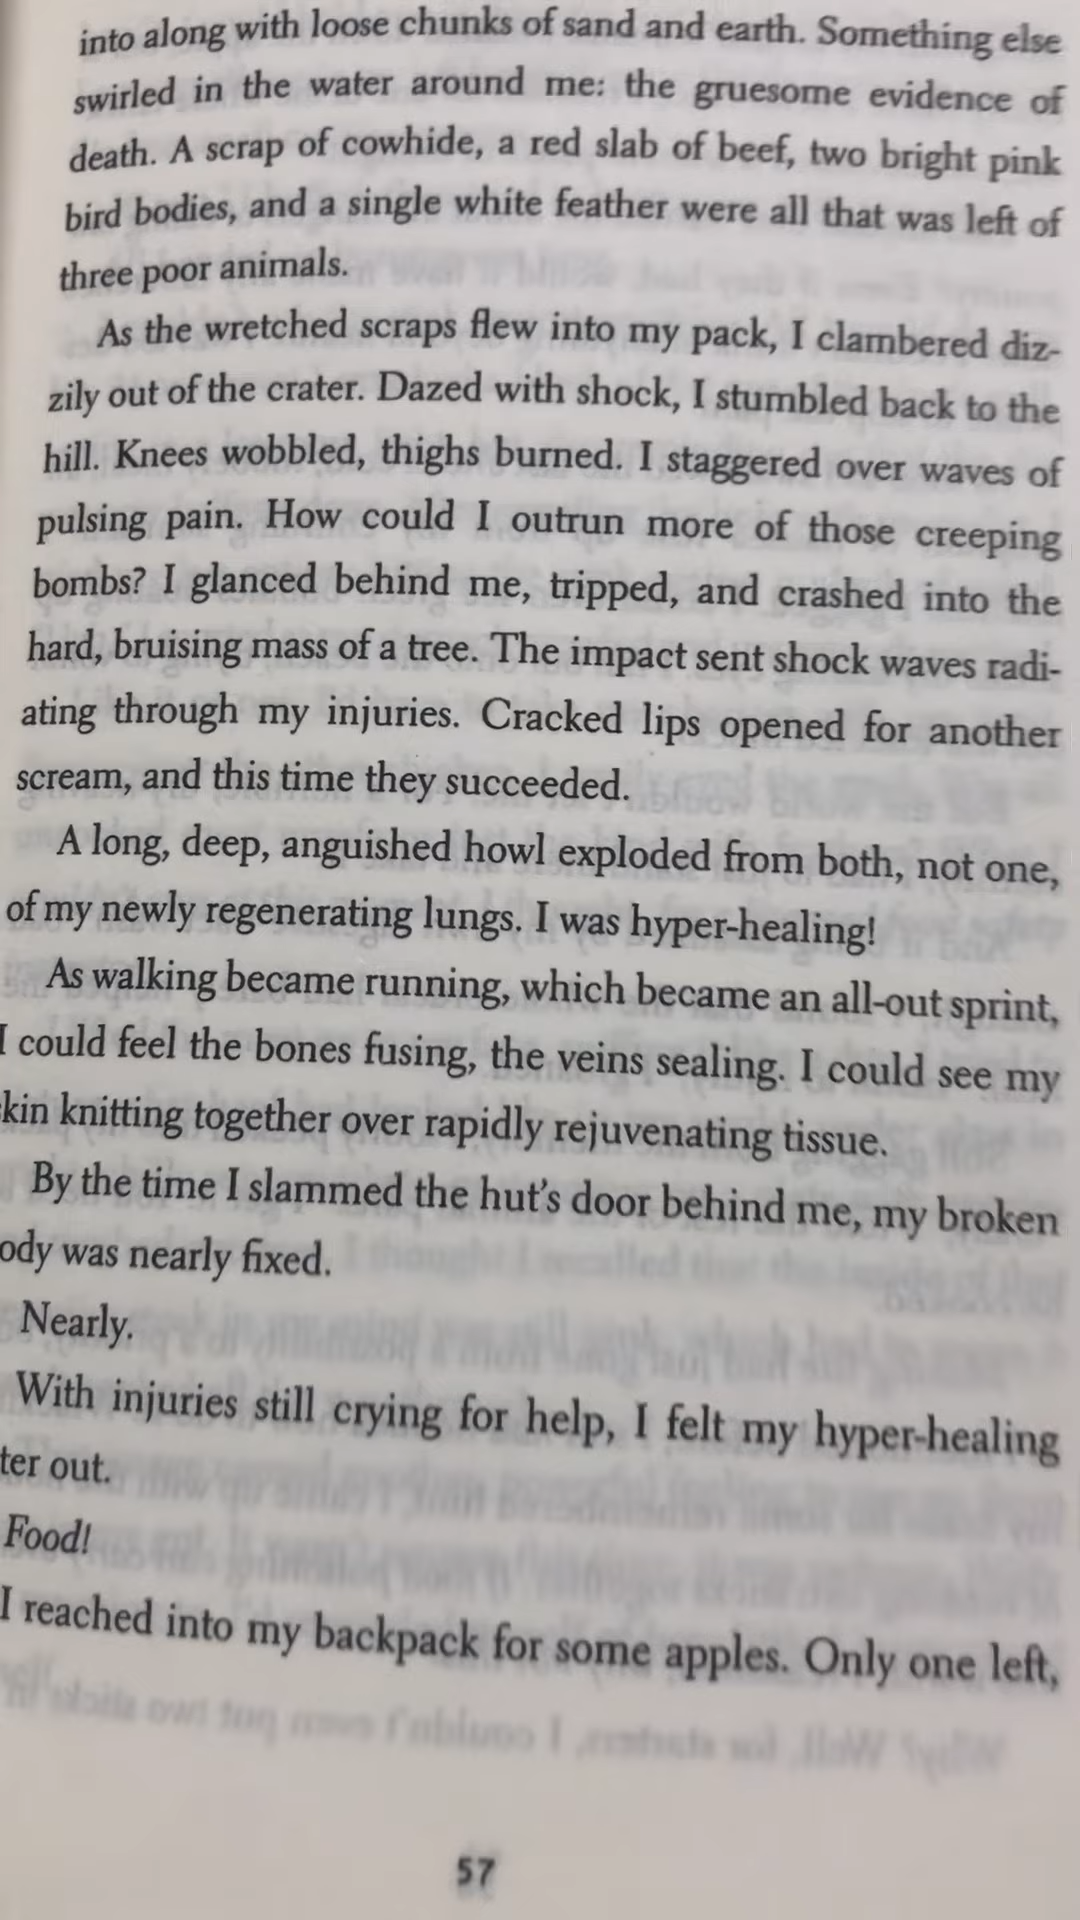 into along with loose chunks of sand and earth. Something else
swirled in the water around me: the gruesome evidence of
death. A scrap of cowhide, a red slab of beef, two bright pink
bird bodies, and a single white feather were all that was left of
three poor animals.
As the wretched scraps flew into my pack, I clambered diz-
zily out of the crater. Dazed with shock, I stumbled back to the
hill. Knees wobbled, thighs burned. I staggered over waves of
pulsing pain. How could I outrun more of those creeping
bombs? I glanced behind me, tripped, and crashed into the
hard, bruising mass of a tree. The impact sent shock waves radi-
ating through my injuries. Cracked lips opened for another
scream, and this time they succeeded.
A long, deep, anguished howl exploded from both, not one,
of my newly regenerating lungs. I was hyper-healing!
As walking became running, which became an all-out sprint,
I could feel the bones fusing, the veins sealing. I could see my
kin knitting together over rapidly rejuvenating tissue.
By the time I slammed the hut's door behind me, my broken
ody was nearly fixed.
Nearly.
With injuries still crying for help, I felt my hyper-healing
ter out.
Food!
I reached into my backpack for some apples. Only one left,
57